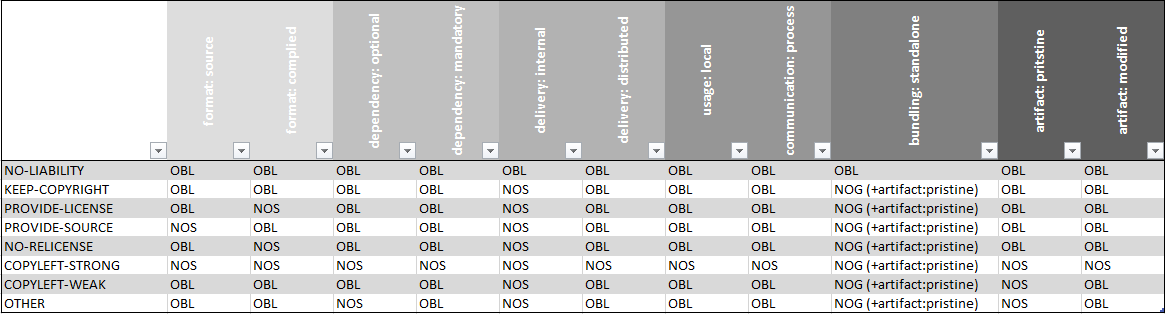 format: source format: complied dependency: optional dependency: mandatory delivery: internal delivery: distributed usage: local communication: process bundling: standalone artifact: pritstine artifact: modified
NO-LIABILITY OBL OBL OBL OBL OBL OBL OBL OBL OBL OBL OBL
KEEP-COPYRIGHT OBL OBL OBL OBL NOS OBL OBL OBL NOG (+artifact:pristine) OBL OBL
PROVIDE-LICENSE OBL NOS OBL OBL NOS OBL OBL OBL NOG (+artifact:pristine) OBL OBL
PROVIDE-SOURCE NOS OBL OBL OBL NOS OBL OBL OBL NOG (+artifact:pristine) OBL OBL
NO-RELICENSE OBL NOS OBL OBL NOS OBL OBL OBL NOG (+artifact:pristine) OBL OBL
COPYLEFT-STRONG NOS NOS NOS NOS NOS NOS NOS NOS NOG (+artifact:pristine) NOS NOS
COPYLEFT-WEAK OBL OBL OBL OBL NOS OBL OBL OBL NOG (+artifact:pristine) NOS OBL
OTHER OBL OBL NOS OBL NOS OBL OBL OBL NOG (+artifact:pristine) NOS OBL